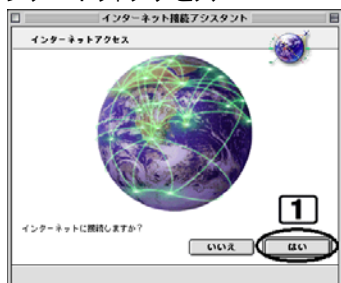 インターネット接続アシスタント
インターネットアクセス
インターネットに接続しますか?
1
いいえ
はい